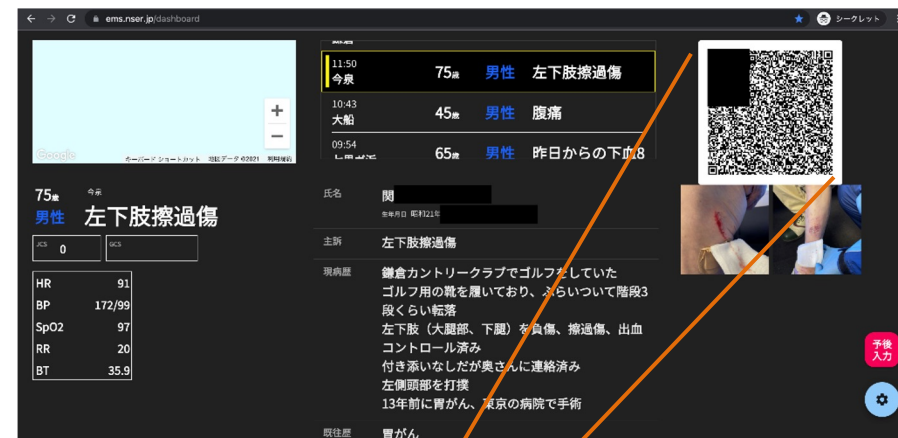 ems.nser.jp/dashboard
シークレット
Google
キーボード ショートカット 地図データ ©2021 利用規約
11:50
今泉 75歳 男性 左下肢擦過傷
10:43
大船 45歳 男性 腹痛
09:54
65歳 男性 昨日からの下血8
75歳 今泉
男性 左下肢擦過傷
JCS 0 GCS
HR 91
BP 172/99
SpO2 97
RR 20
BT 35.9
氏名 関
生年月日 昭和21年
主訴 左下肢擦過傷
現病歴 鎌倉カントリークラブでゴルフをしていた
ゴルフ用の靴を履いており、ふらついて階段3
段くらい転落
左下肢（大腿部、下腿）を負傷、擦過傷、出血
コントロール済み
付き添いなしだが奥さんに連絡済み
左側頭部を打撲
13年前に胃がん、東京の病院で手術
既往歴 胃がん
予後
入力